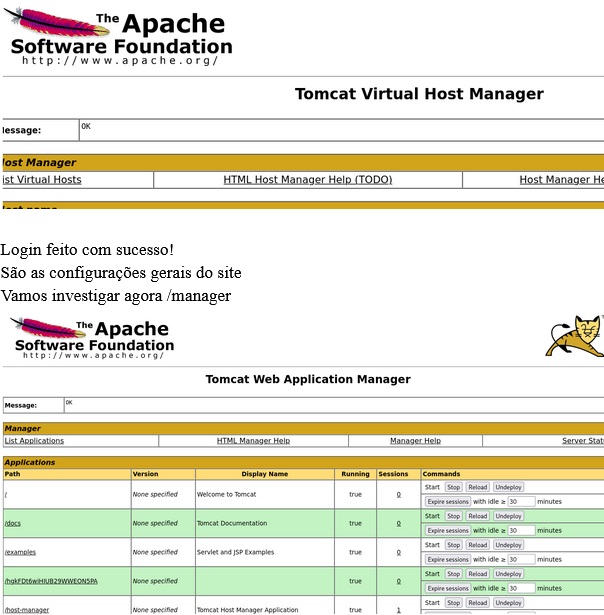 The Apache
Software Foundation
http://www.apache.org/
Tomcat Virtual Host Manager
lessage: OK
Host Manager
ist Virtual Hosts HTML Host Manager Help (TODO) Host Manager He
Login feito com sucesso!
São as configurações gerais do site
Vamos investigar agora /manager
The Apache
Software Foundation
http://www.apache.org/
Tomcat Web Application Manager
Message: OK
Manager
List Applications HTML Manager Help Manager Help Server Statu
Applications
Path Version Display Name Running Sessions Commands
/ None specified Welcome to Tomcat true 0 Start Stop Reload Undeploy
Expire sessions with idle ≥ 30 minutes
/docs None specified Tomcat Documentation true 0 Start Stop Reload Undeploy
Expire sessions with idle ≥ 30 minutes
/examples None specified Servlet and JSP Examples true 0 Start Stop Reload Undeploy
Expire sessions with idle ≥ 30 minutes
None specified true 0 Start Stop Reload Undeploy
Expire sessions with idle ≥ 30 minutes
/host-manager None specified Tomcat Host Manager Application true 1 Start Stop Reload Undeploy